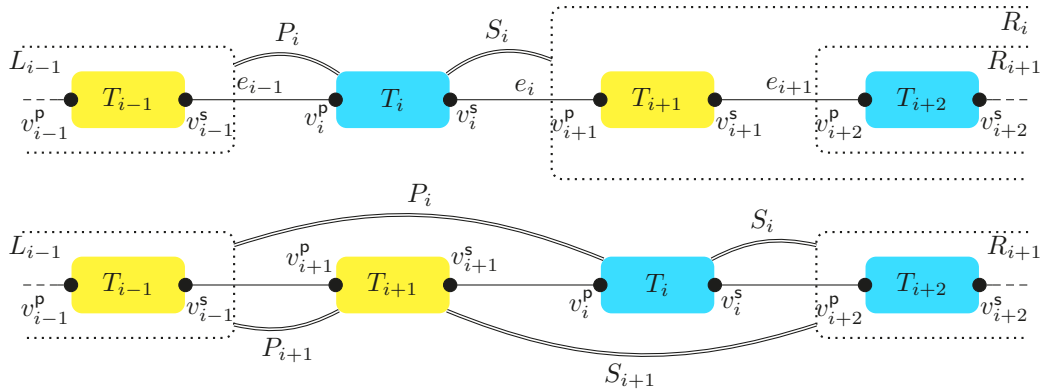 P_i S_i R_i
L_{i-1} R_{i+1}
T_{i-1} e_{i-1} T_i e_i T_{i+1} e_{i+1} T_{i+2}
v^p_{i-1} v^s_{i-1} v^p_i v^s_i v^p_{i+1} v^s_{i+1} v^p_{i+2} v^s_{i+2}
P_i S_i
L_{i-1} v^p_{i+1} v^s_{i+1} R_{i+1}
T_{i-1} T_{i+1} T_i T_{i+2}
v^p_{i-1} v^s_{i-1} v^p_i v^s_i v^p_{i+2} v^s_{i+2}
P_{i+1} S_{i+1}